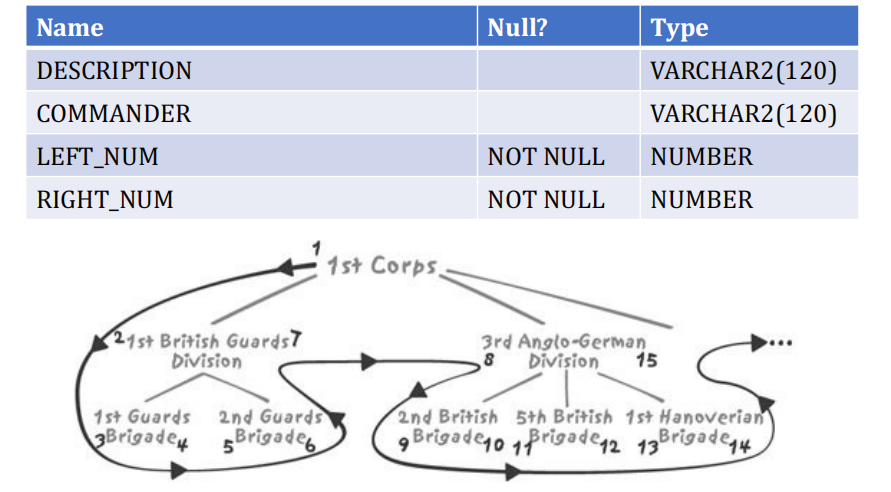 Name Null? Type
DESCRIPTION VARCHAR2(120)
COMMANDER VARCHAR2(120)
LEFT_NUM NOT NULL NUMBER
RIGHT_NUM NOT NULL NUMBER
1
1st Corps
2 1st British Guards 7
Division
3rd Anglo-German
8 Division 15
...
1st Guards
3 Brigade 4
2nd Guards
5 Brigade 6
2nd British
9 Brigade 10
5th British
11 Brigade 12
1st Hanoverian
13 Brigade 14